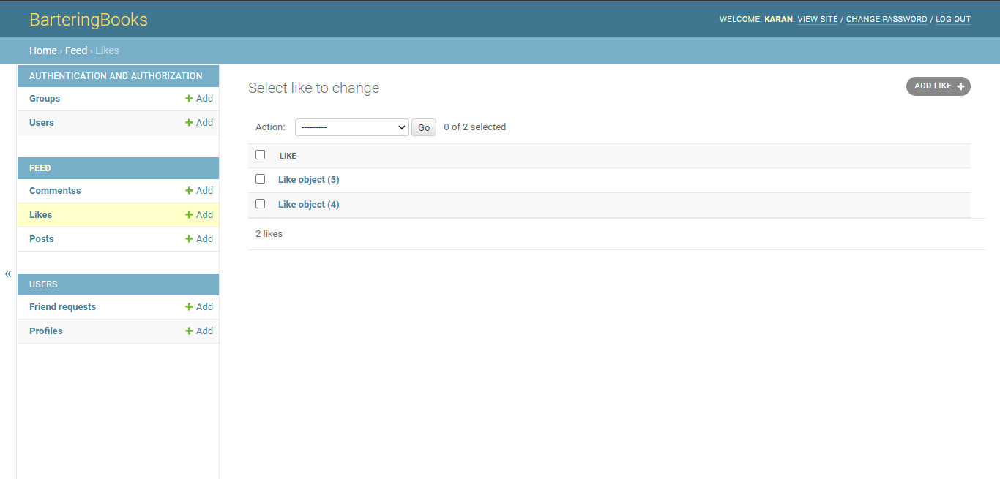 BarteringBooks
WELCOME, KARAN. VIEW SITE / CHANGE PASSWORD / LOG OUT
Home › Feed › Likes
AUTHENTICATION AND AUTHORIZATION
Groups + Add
Users + Add
FEED
Commentss + Add
Likes + Add
Posts + Add
«
USERS
Friend requests + Add
Profiles + Add
Select like to change
ADD LIKE +
Action: --------- Go 0 of 2 selected
LIKE
Like object (5)
Like object (4)
2 likes